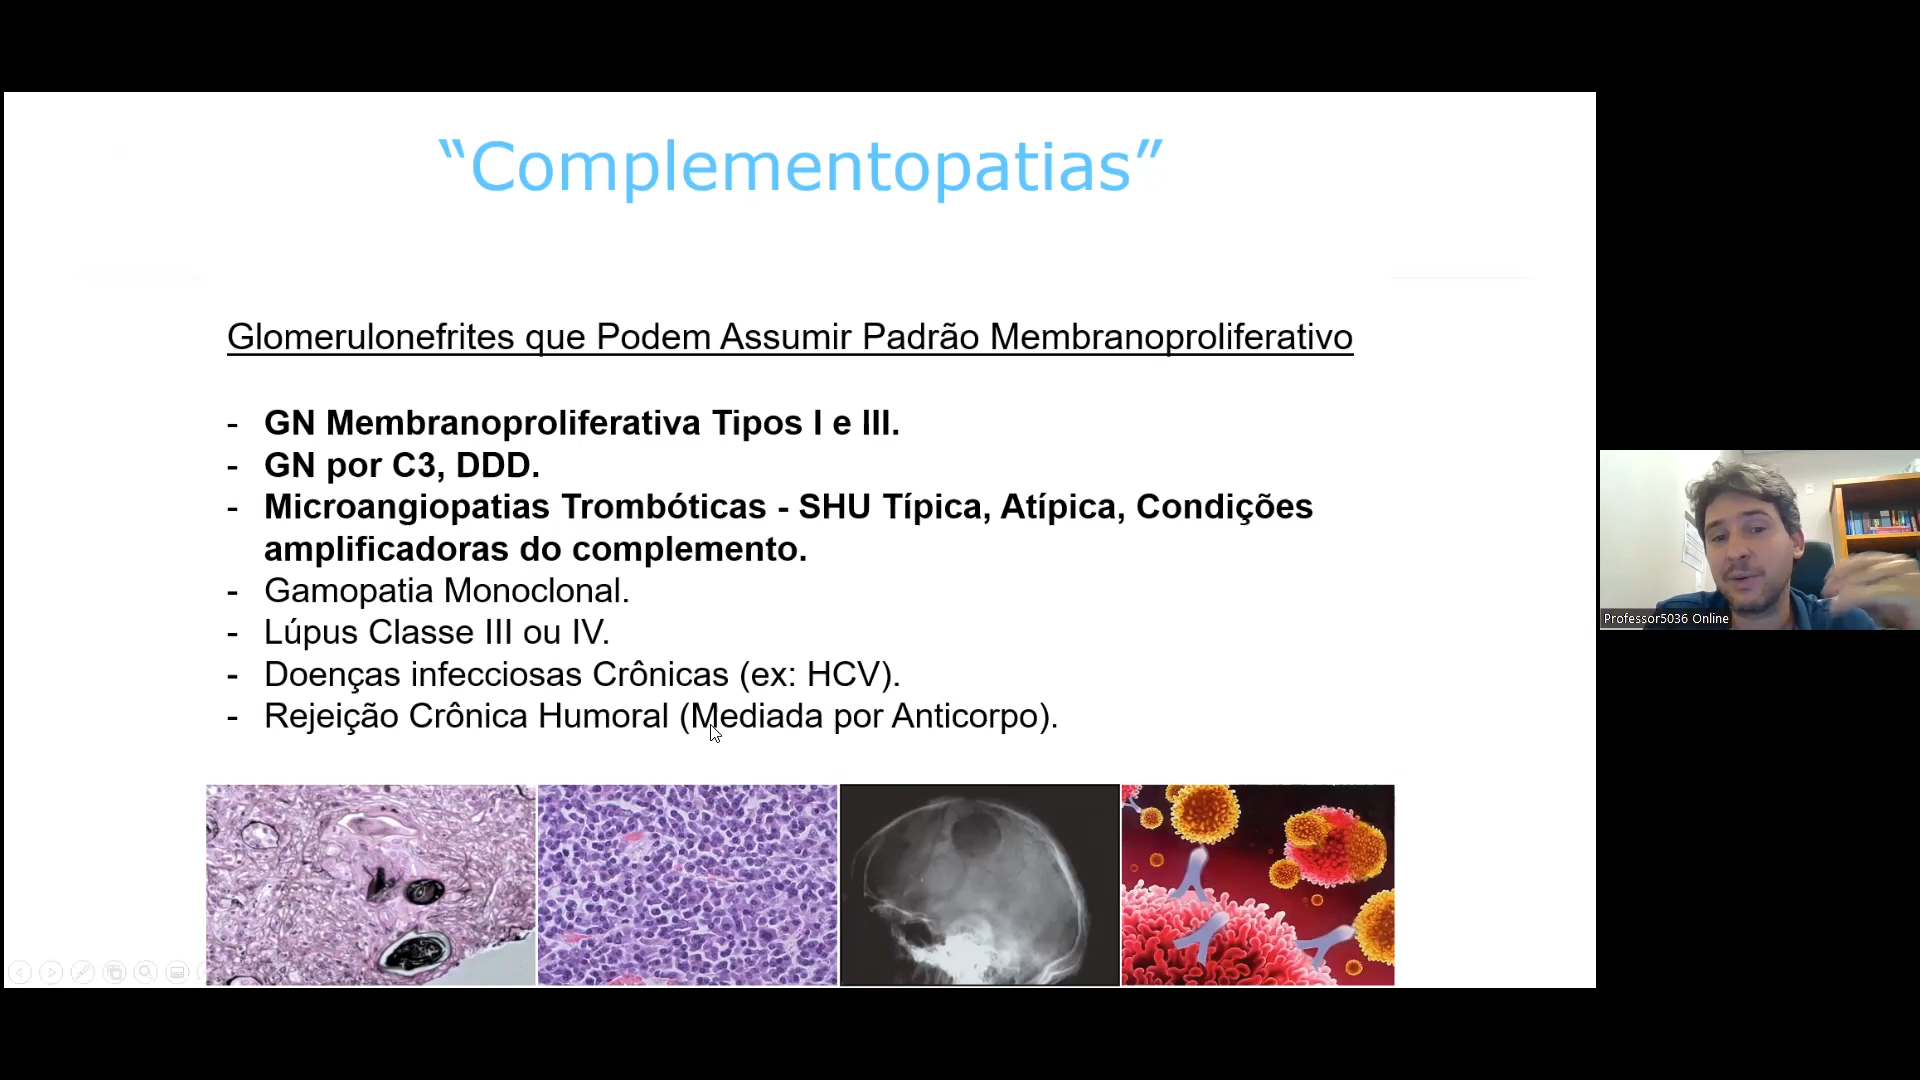 “Complementopatias”
Glomerulonefrites que Podem Assumir Padrão Membranoproliferativo
- GN Membranoproliferativa Tipos I e III.
- GN por C3, DDD.
- Microangiopatias Trombóticas - SHU Típica, Atípica, Condições
amplificadoras do complemento.
- Gamopatia Monoclonal.
- Lúpus Classe III ou IV.
- Doenças infecciosas Crônicas (ex: HCV).
- Rejeição Crônica Humoral (Mediada por Anticorpo).
Professor5036 Online